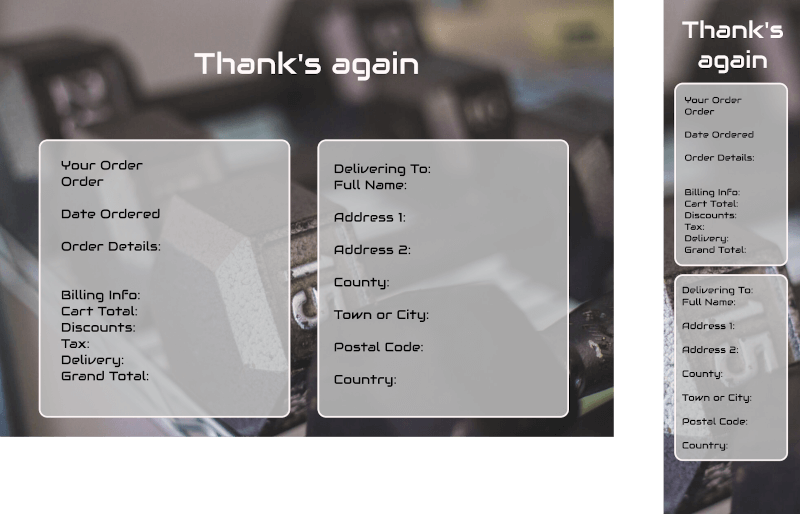 Thank's again
Your Order
Order
Date Ordered
Order Details:
Billing Info:
Cart Total:
Discounts:
Tax:
Delivery:
Grand Total:
Delivering To:
Full Name:
Address 1:
Address 2:
County:
Town or City:
Postal Code:
Country:
Thank's
again
Your Order
Order
Date Ordered
Order Details:
Billing Info:
Cart Total:
Discounts:
Tax:
Delivery:
Grand Total:
Delivering To:
Full Name:
Address 1:
Address 2:
County:
Town or City:
Postal Code:
Country:
15